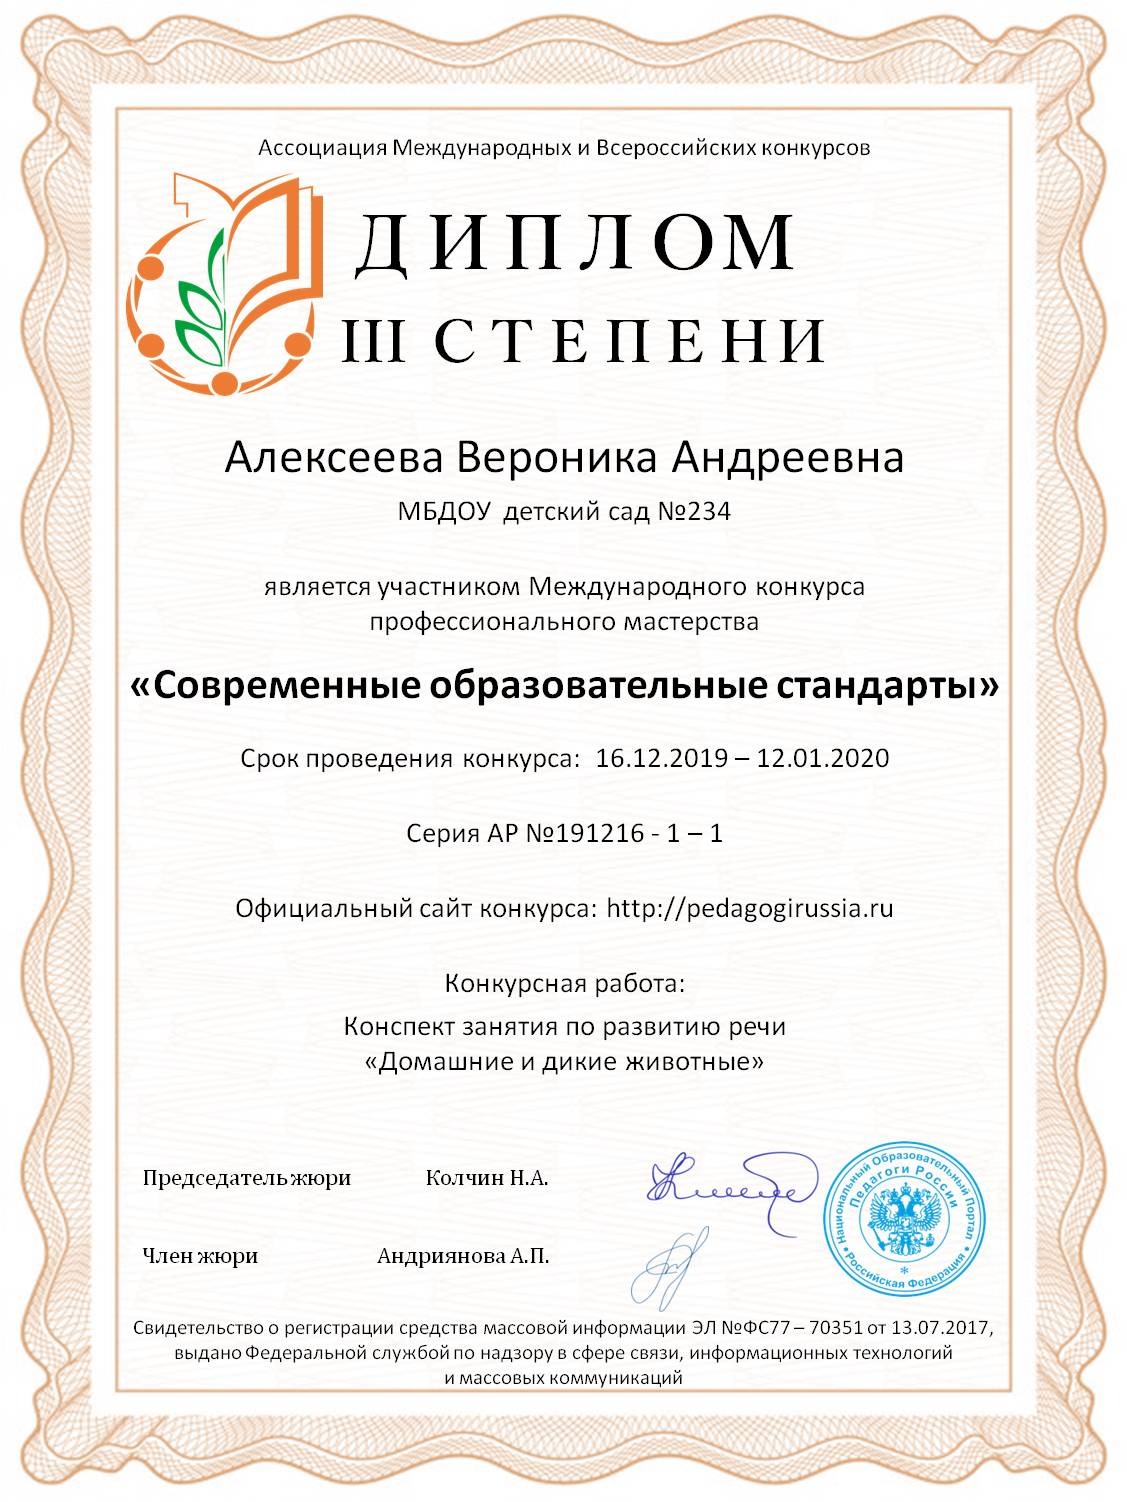 Ассоциация Международных и Всероссийских конкурсов
ДИПЛОМ
III СТЕПЕНИ
Алексеева Вероника Андреевна
МБДОУ детский сад №234
является участником Международного конкурса
профессионального мастерства
«Современные образовательные стандарты»
Срок проведения конкурса: 16.12.2019 – 12.01.2020
Серия АР №191216 - 1 – 1
Официальный сайт конкурса: http://pedagogirussia.ru
Конкурсная работа:
Конспект занятия по развитию речи
«Домашние и дикие животные»
Председатель жюри Колчин Н.А.
Национальный Образовательный Портал
Педагоги России
* Российская Федерация *
Член жюри Андриянова А.П.
Свидетельство о регистрации средства массовой информации ЭЛ №ФС77 – 70351 от 13.07.2017,
выдано Федеральной службой по надзору в сфере связи, информационных технологий
и массовых коммуникаций